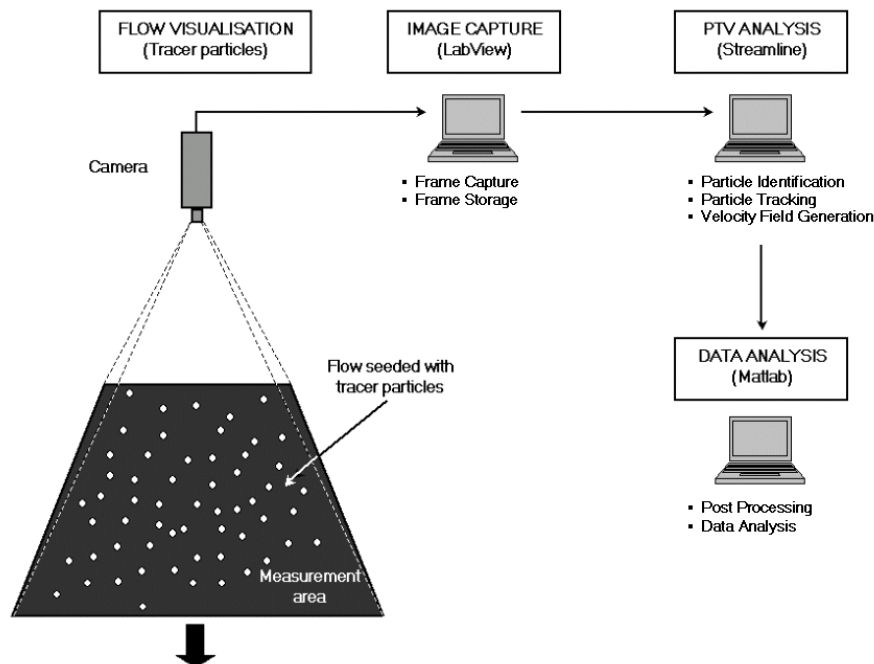 FLOW VISUALISATION
(Tracer particles)
IMAGE CAPTURE
(LabView)
PTV ANALYSIS
(Streamline)
Camera
▪ Frame Capture
▪ Frame Storage
▪ Particle Identification
▪ Particle Tracking
▪ Velocity Field Generation
Flow seeded with
tracer particles
DATA ANALYSIS
(Matlab)
▪ Post Processing
▪ Data Analysis
Measurement
area